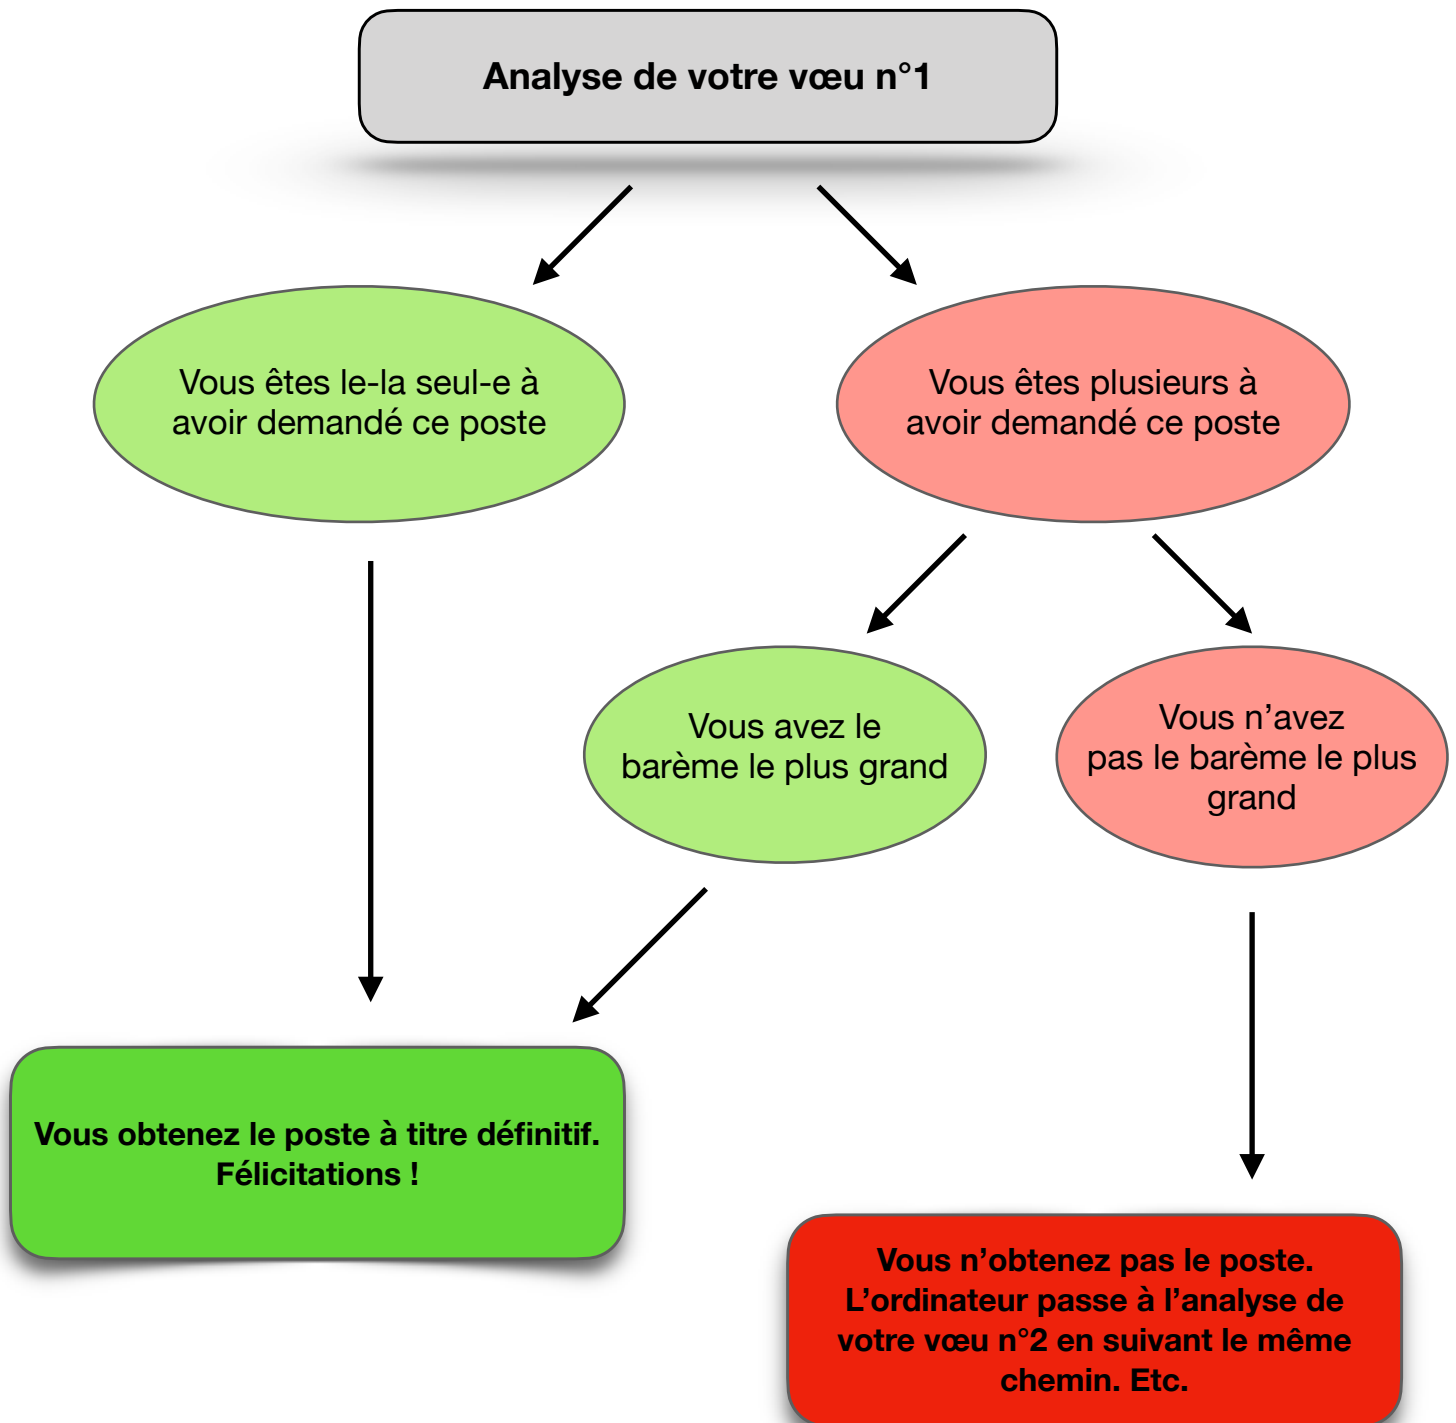 Analyse de votre vœu n°1
Vous êtes le-la seul-e à
avoir demandé ce poste
Vous êtes plusieurs à
avoir demandé ce poste
Vous avez le
barème le plus grand
Vous n’avez
pas le barème le plus
grand
Vous obtenez le poste à titre définitif.
Félicitations !
Vous n’obtenez pas le poste.
L’ordinateur passe à l’analyse de
votre vœu n°2 en suivant le même
chemin. Etc.